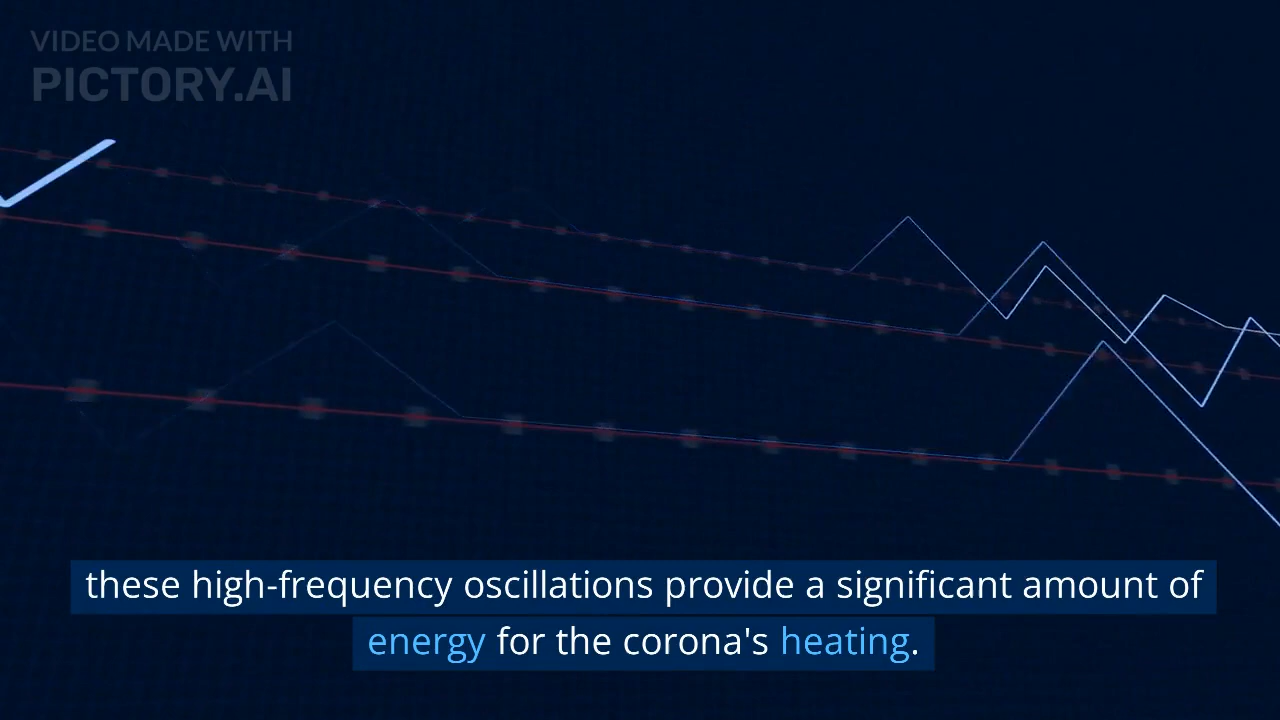 VIDEO MADE WITH
PICTORY.AI
these high-frequency oscillations provide a significant amount of
energy for the corona's heating.